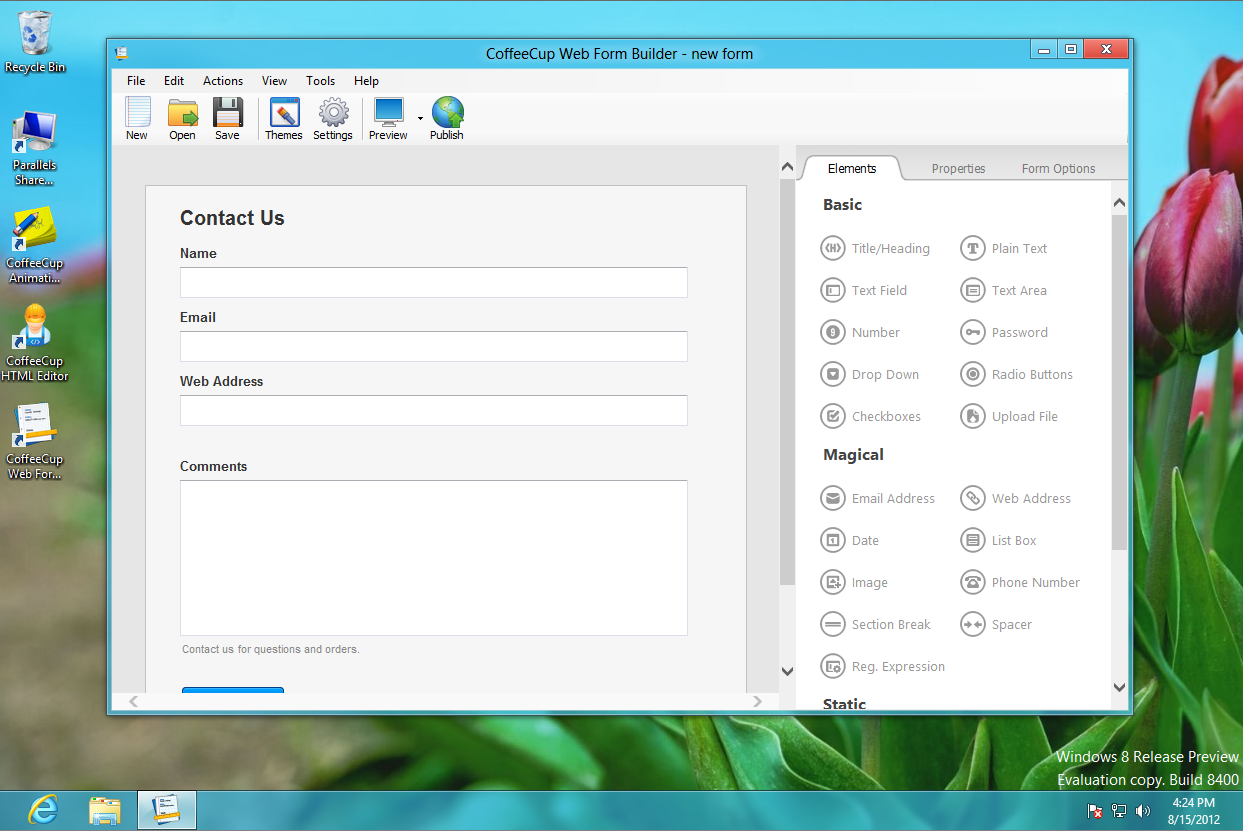 Recycle Bin
Parallels
Share...
CoffeeCup
Animati...
CoffeeCup
HTML Editor
CoffeeCup
Web For...
CoffeeCup Web Form Builder - new form
File Edit Actions View Tools Help
New Open Save Themes Settings Preview Publish
Contact Us
Name
Email
Web Address
Comments
Contact us for questions and orders.
Elements Properties Form Options
Basic
Title/Heading Plain Text
Text Field Text Area
Number Password
Drop Down Radio Buttons
Checkboxes Upload File
Magical
Email Address Web Address
Date List Box
Image Phone Number
Section Break Spacer
Reg. Expression
Static
Windows 8 Release Preview
Evaluation copy. Build 8400
4:24 PM
8/15/2012